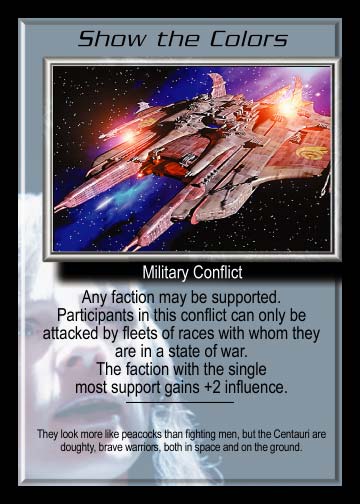 Show the Colors
Military Conflict
Any faction may be supported.
Participants in this conflict can only be
attacked by fleets of races with whom they
are in a state of war.
The faction with the single
most support gains +2 influence.
They look more like peacocks than fighting men, but the Centauri are
doughty, brave warriors, both in space and on the ground.